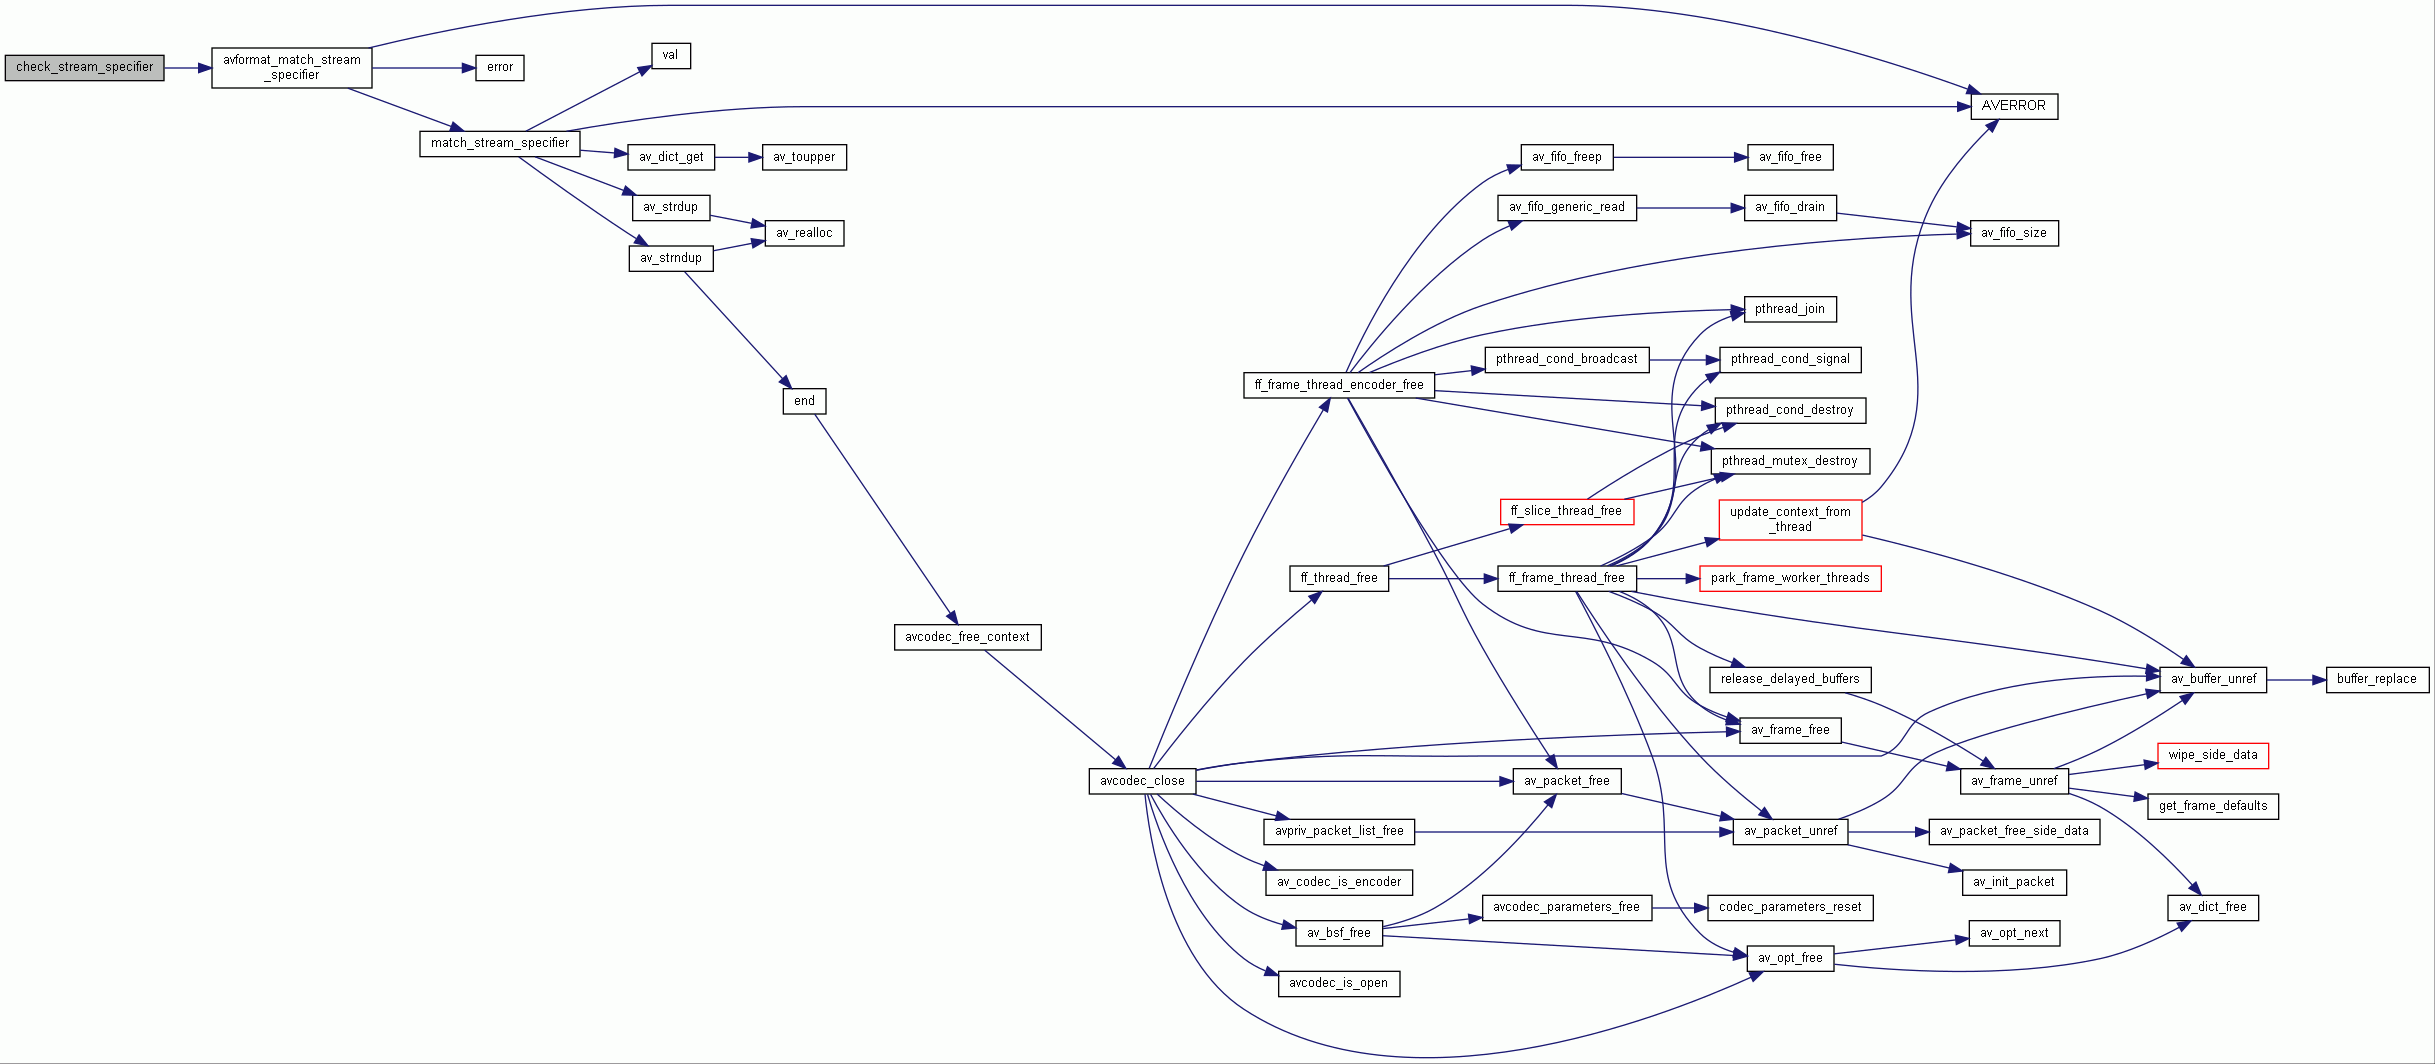 check_stream_specifier
avformat_match_stream
_specifier
error
val
match_stream_specifier
AVERROR
av_dict_get
av_toupper
av_strdup
av_realloc
av_strndup
end
avcodec_free_context
avcodec_close
ff_frame_thread_encoder_free
av_fifo_freep
av_fifo_free
av_fifo_generic_read
av_fifo_drain
av_fifo_size
pthread_join
pthread_cond_broadcast
pthread_cond_signal
pthread_cond_destroy
pthread_mutex_destroy
ff_slice_thread_free
update_context_from
_thread
ff_thread_free
ff_frame_thread_free
park_frame_worker_threads
release_delayed_buffers
av_buffer_unref
buffer_replace
av_frame_free
av_frame_unref
wipe_side_data
get_frame_defaults
av_packet_free
avpriv_packet_list_free
av_packet_unref
av_packet_free_side_data
av_codec_is_encoder
av_init_packet
avcodec_parameters_free
codec_parameters_reset
av_dict_free
av_bsf_free
av_opt_next
av_opt_free
avcodec_is_open